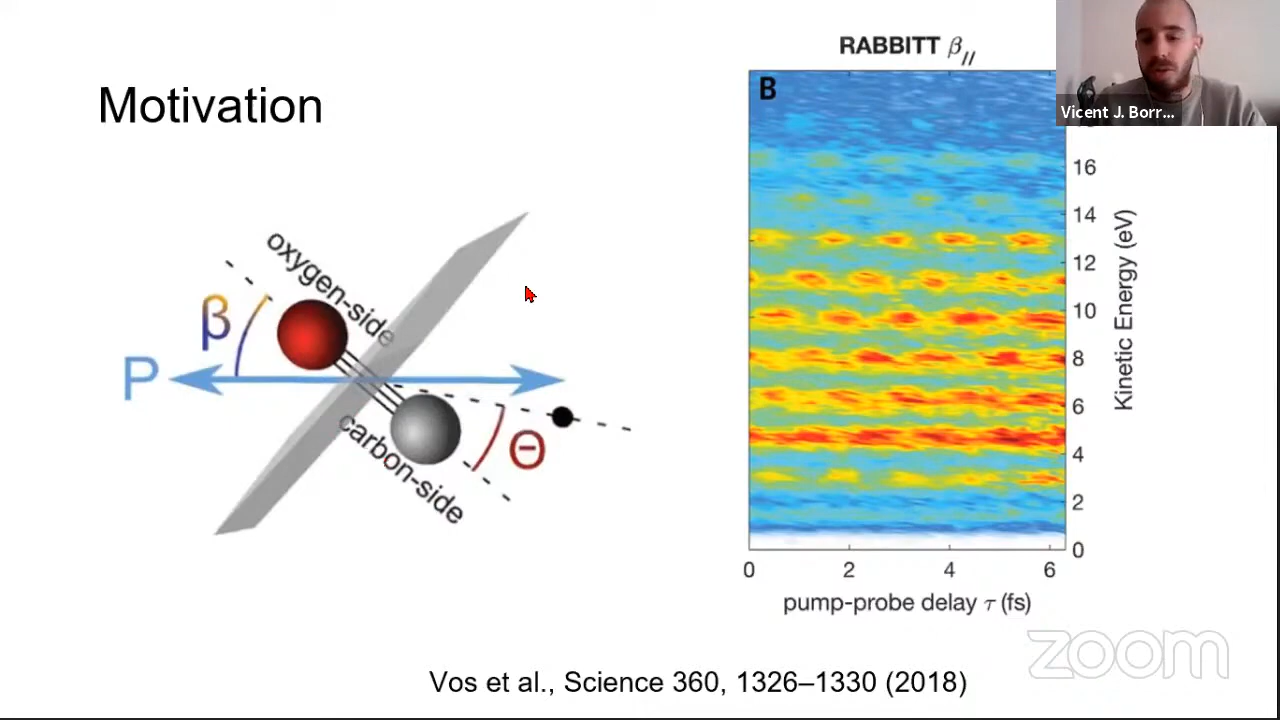 Motivation
oxygen-side
β
P
carbon-side
Θ
RABBITT β//
B
16
14
12
10
8
6
4
2
0
Kinetic Energy (eV)
0 2 4 6
pump-probe delay τ (fs)
Vicent J. Borr...
zoom
Vos et al., Science 360, 1326–1330 (2018)